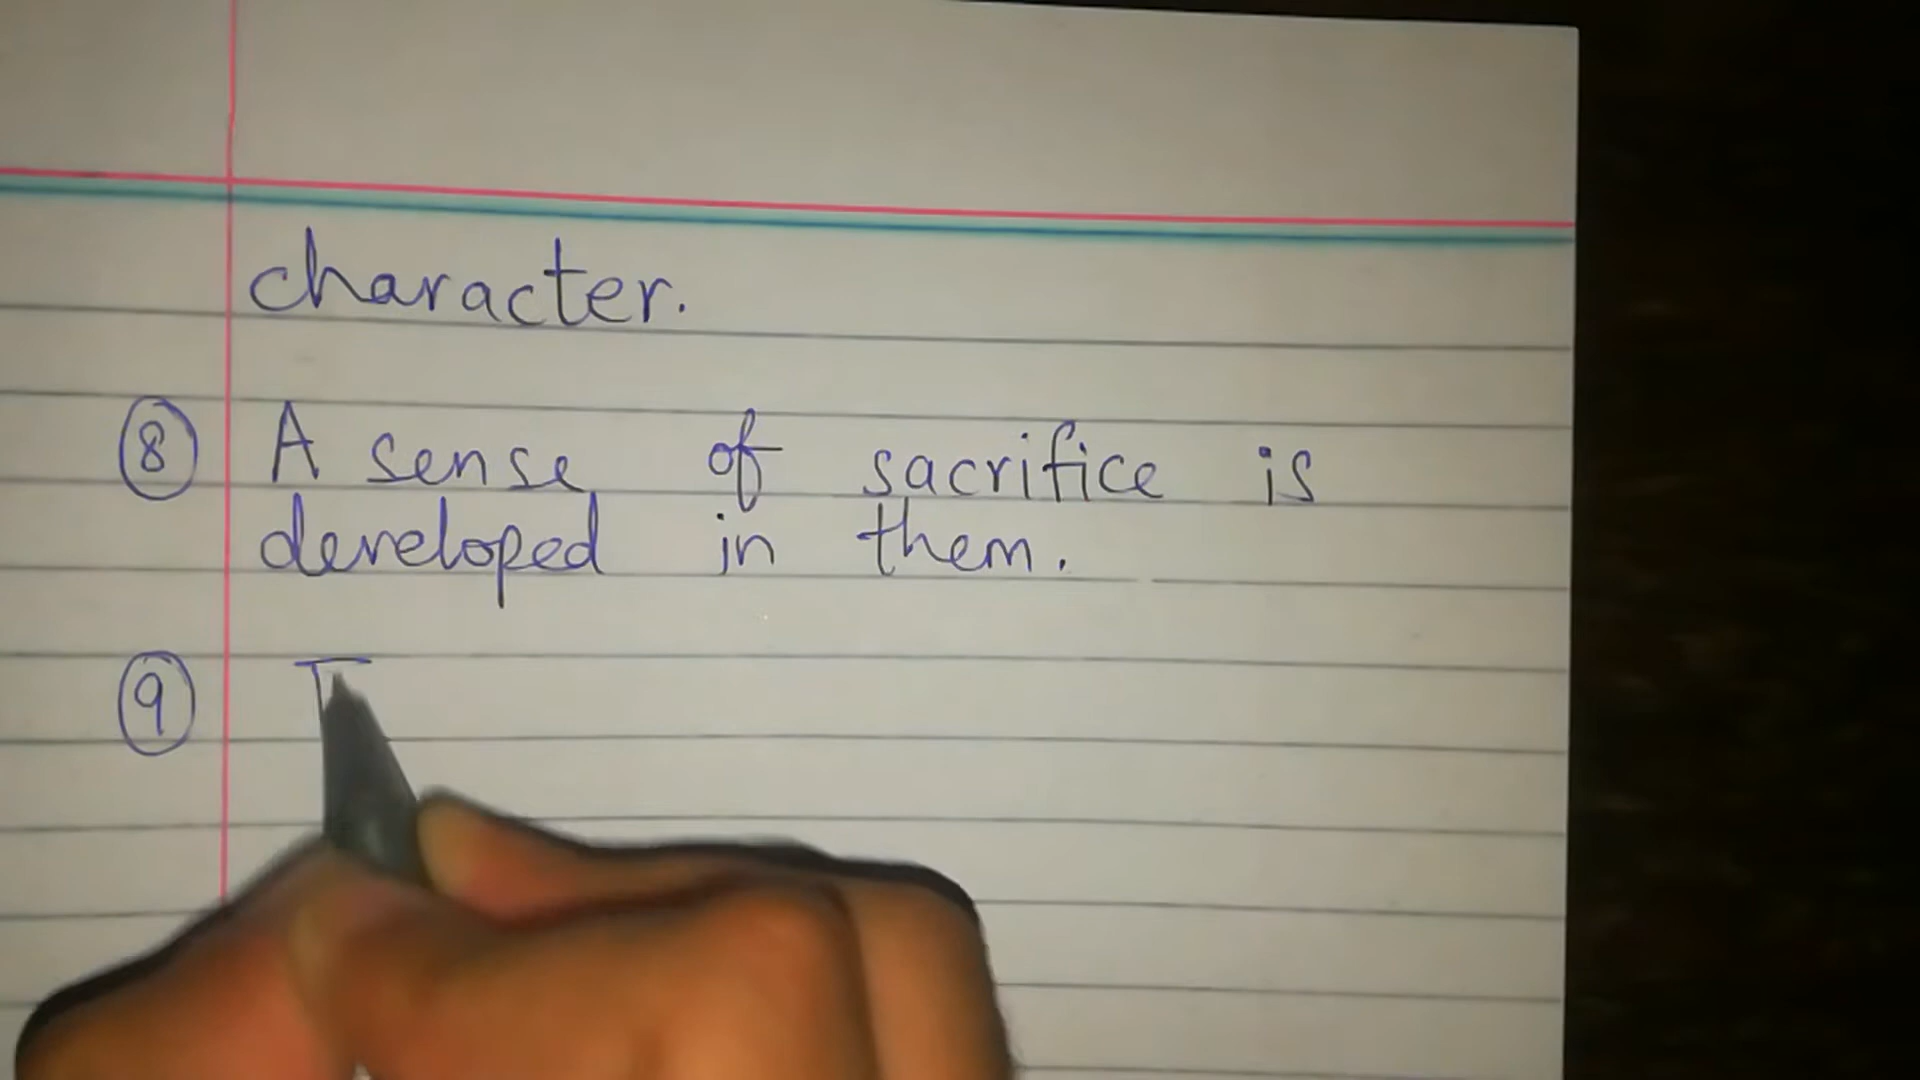 character.
8 A sense of sacrifice is
developed in them.
9 T